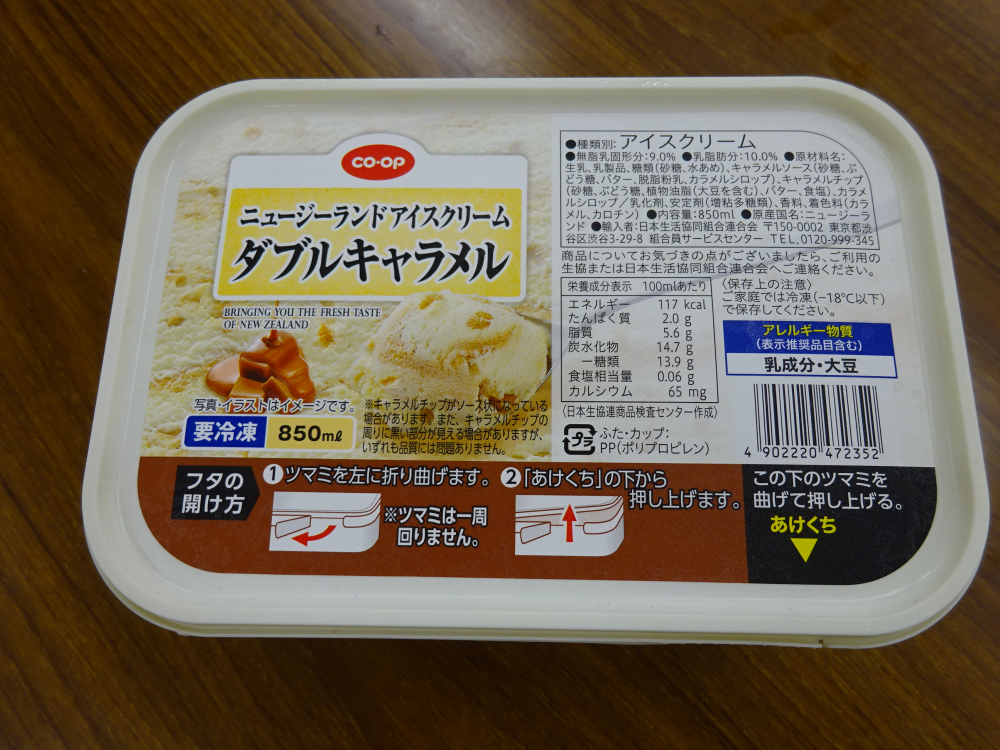 co·op
ニュージーランドアイスクリーム
ダブルキャラメル
BRINGING YOU THE FRESH TASTE
OF NEW ZEALAND
写真・イラストはイメージです。
要冷凍 850mℓ
※キャラメルチップがソース状になっている
場合があります。また、キャラメルチップの
周りに黒い部分が見える場合がありますが、
いずれも品質には問題ありません。
●種類別:アイスクリーム
●無脂乳固形分:9.0% ●乳脂肪分:10.0% ●原材料名:
生乳、乳製品、糖類(砂糖、水あめ)、キャラメルソース(砂糖、ぶ
どう糖、バター、脱脂粉乳、カラメルシロップ)、キャラメルチップ
(砂糖、ぶどう糖、植物油脂(大豆を含む)、バター、食塩)、カラメ
ルシロップ/乳化剤、安定剤(増粘多糖類)、香料、着色料(カラ
メル、カロチン) ●内容量:850ml ●原産国名:ニュージーラ
ンド ●輸入者:日本生活協同組合連合会 〒150-0002 東京都渋
谷区渋谷3-29-8 組合員サービスセンター TEL.0120-999-345
商品についてお気づきの点がございましたら、ご利用の
生協または日本生活協同組合連合会へご連絡ください。
栄養成分表示 100mlあたり
エネルギー 117 kcal
たんぱく質 2.0 g
脂質 5.6 g
炭水化物 14.7 g
ー糖類 13.9 g
食塩相当量 0.06 g
カルシウム 65 mg
〈日本生協連商品検査センター作成〉
プラ
ふた・カップ:
PP(ポリプロピレン)
〈保存上の注意〉
ご家庭では冷凍(−18℃以下)
で保存してください。
アレルギー物質
(表示推奨品目含む)
乳成分・大豆
4 902220 472352
フタの
開け方
①ツマミを左に折り曲げます。
※ツマミは一周
回りません。
②「あけくち」の下から
押し上げます。
この下のツマミを
曲げて押し上げる。
あけくち